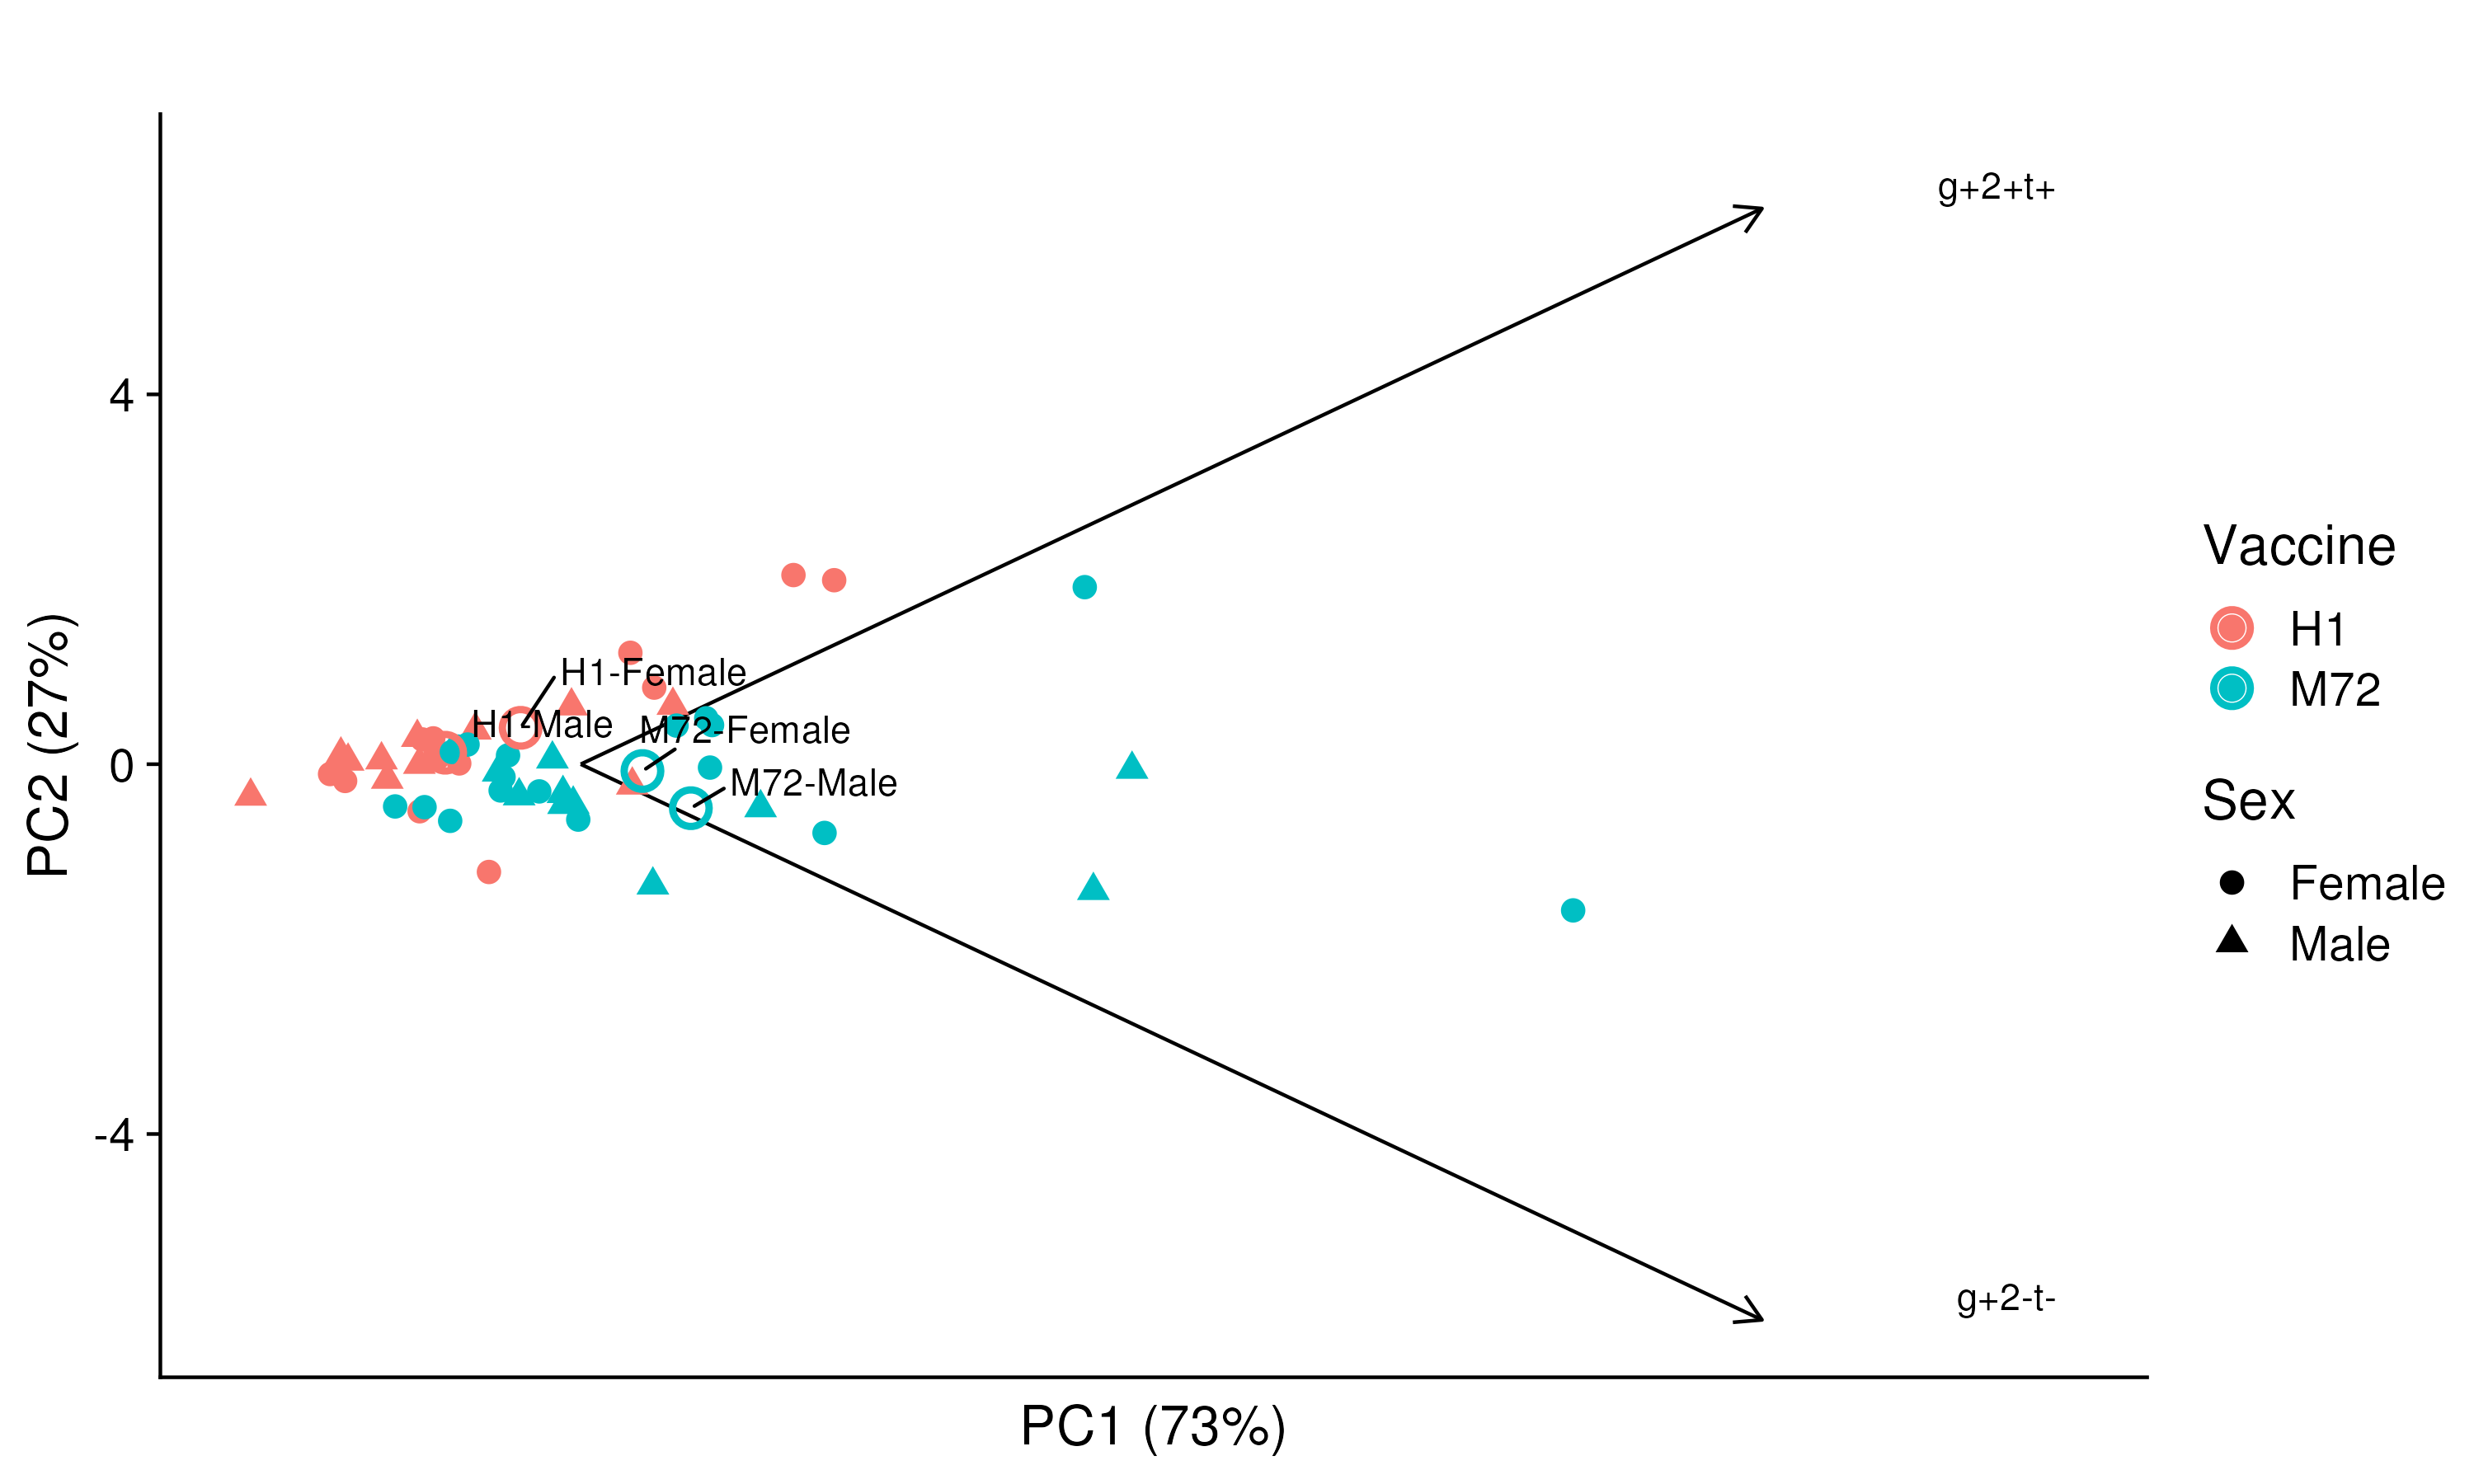 g+2+t+
4
H1-Female
H1-Male
M72-Female
0
M72-Male
-4
g+2-t-
PC2 (27%)
PC1 (73%)
Vaccine
H1
M72
Sex
Female
Male